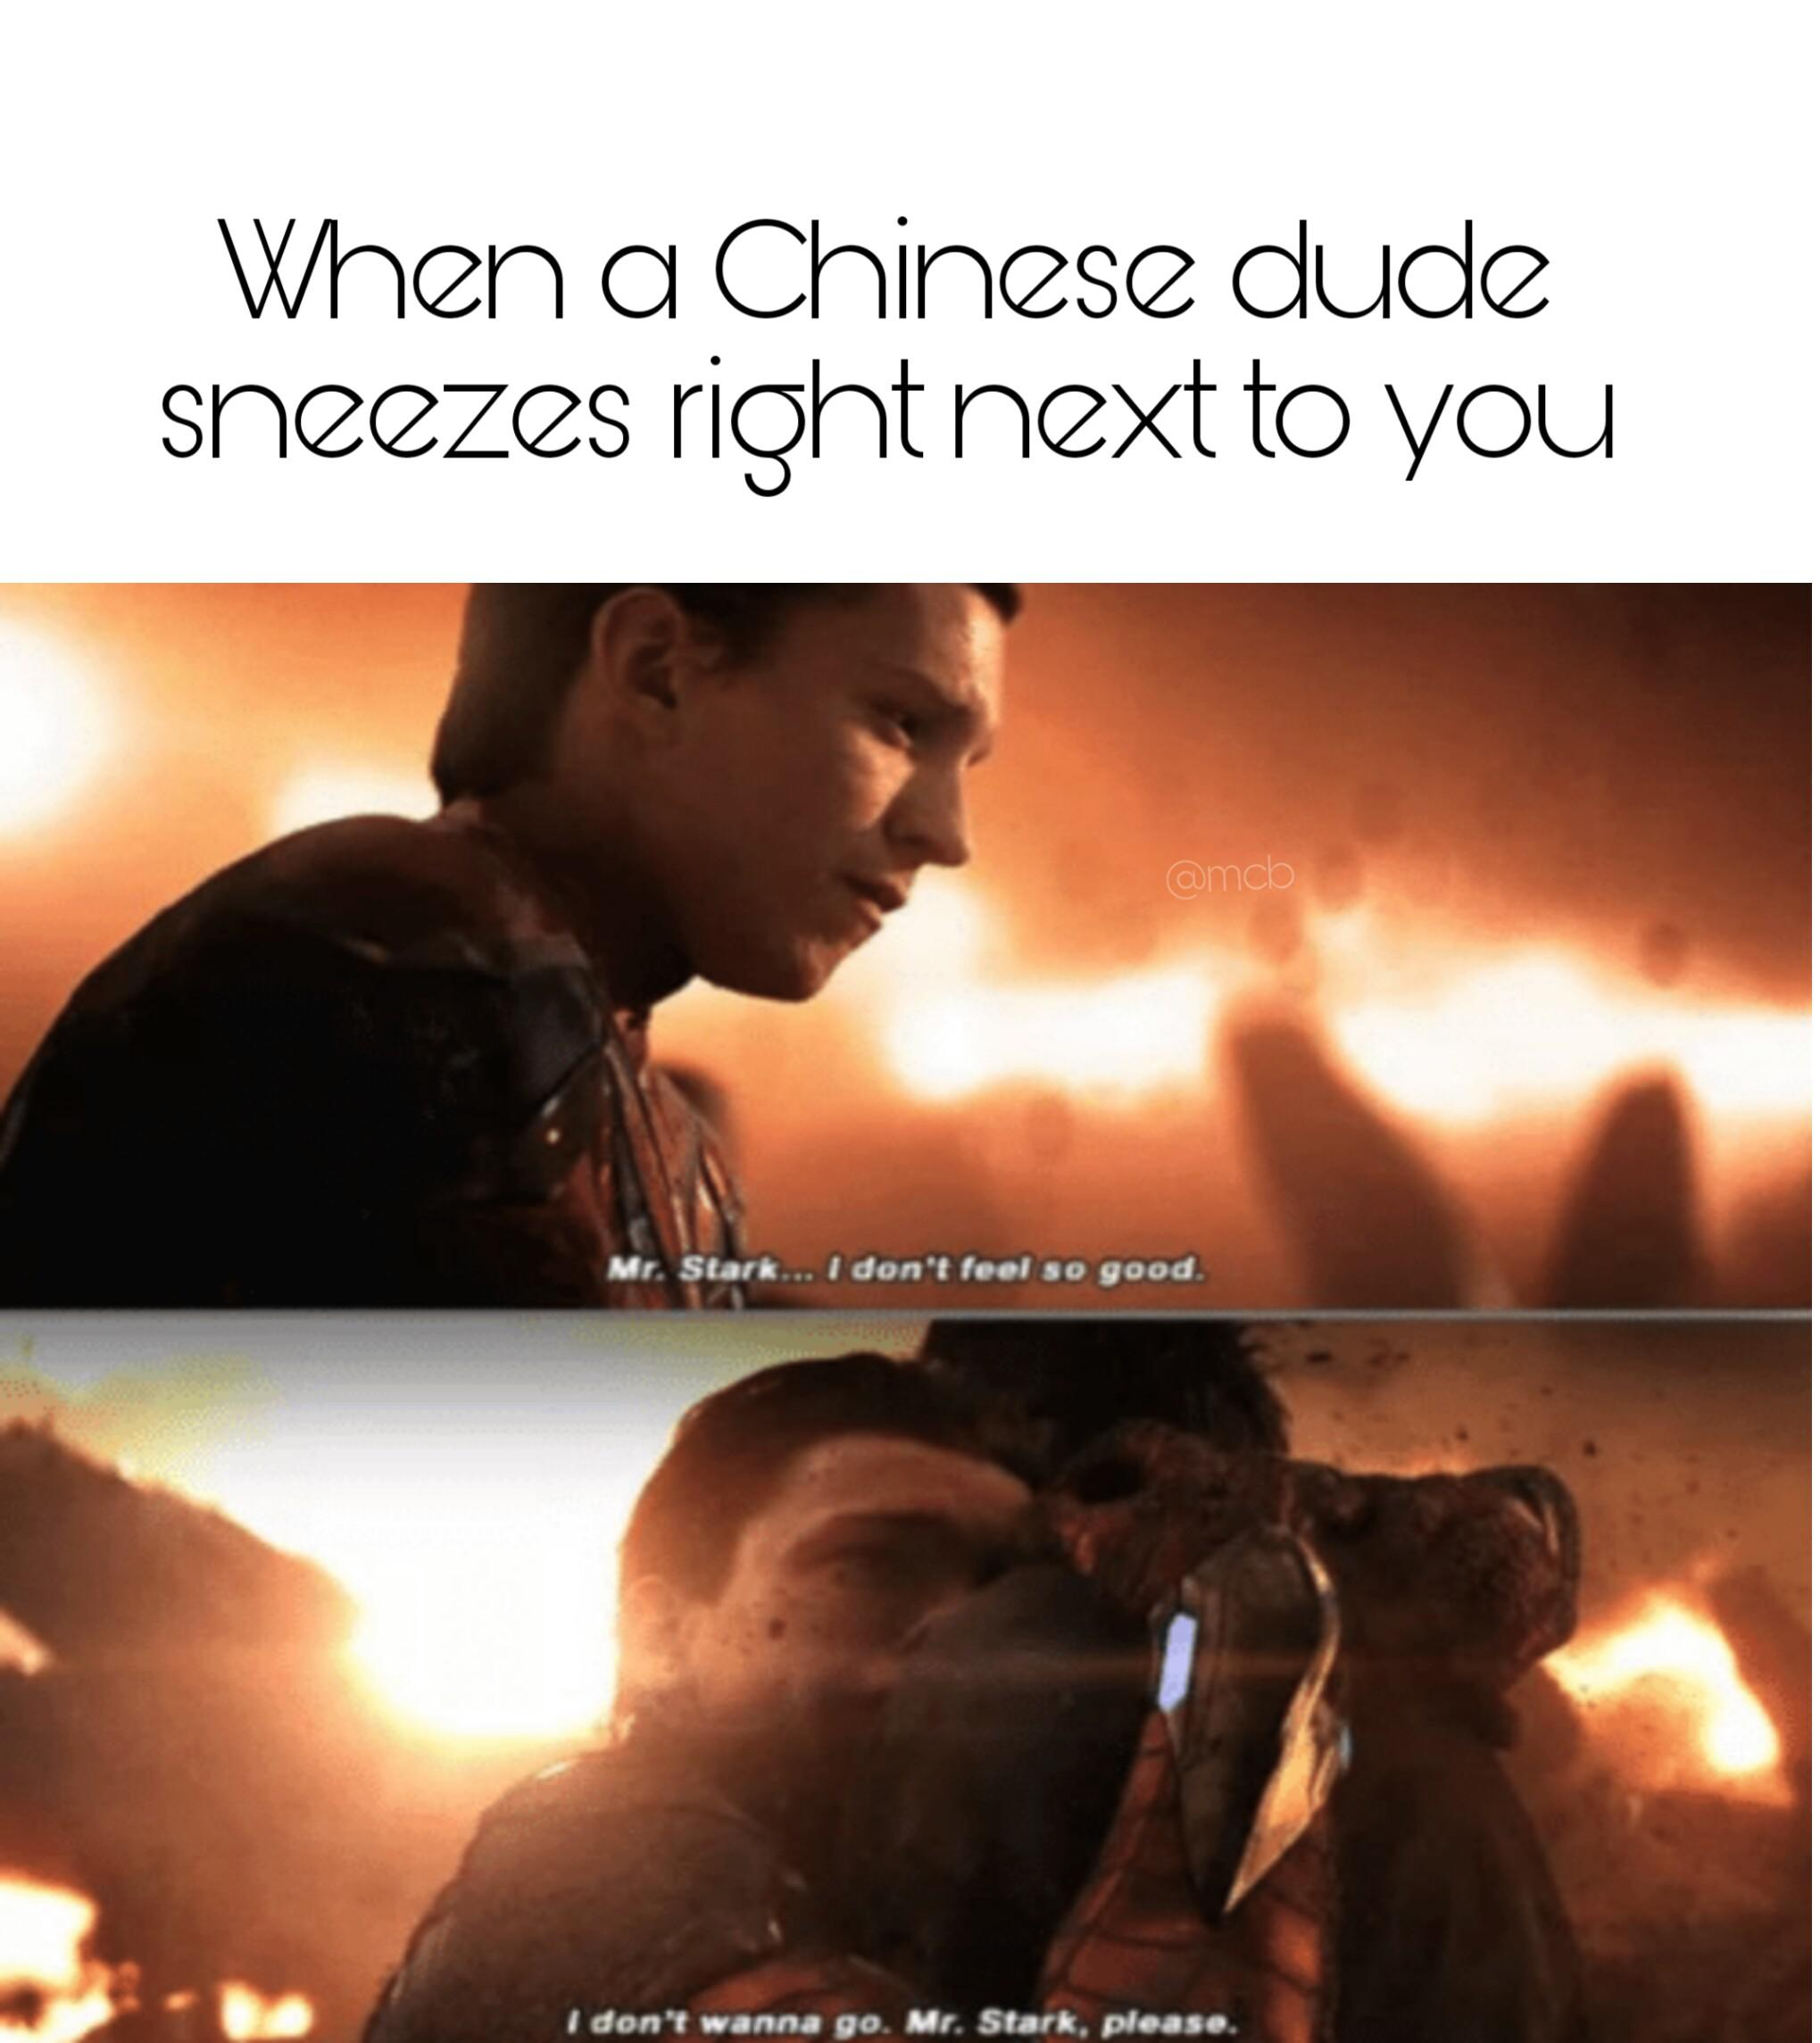 When a Chinese dude
sneezes right next to you
@mcb
Mr. Stark... I don't feel so good.
I don't wanna go. Mr. Stark, please.